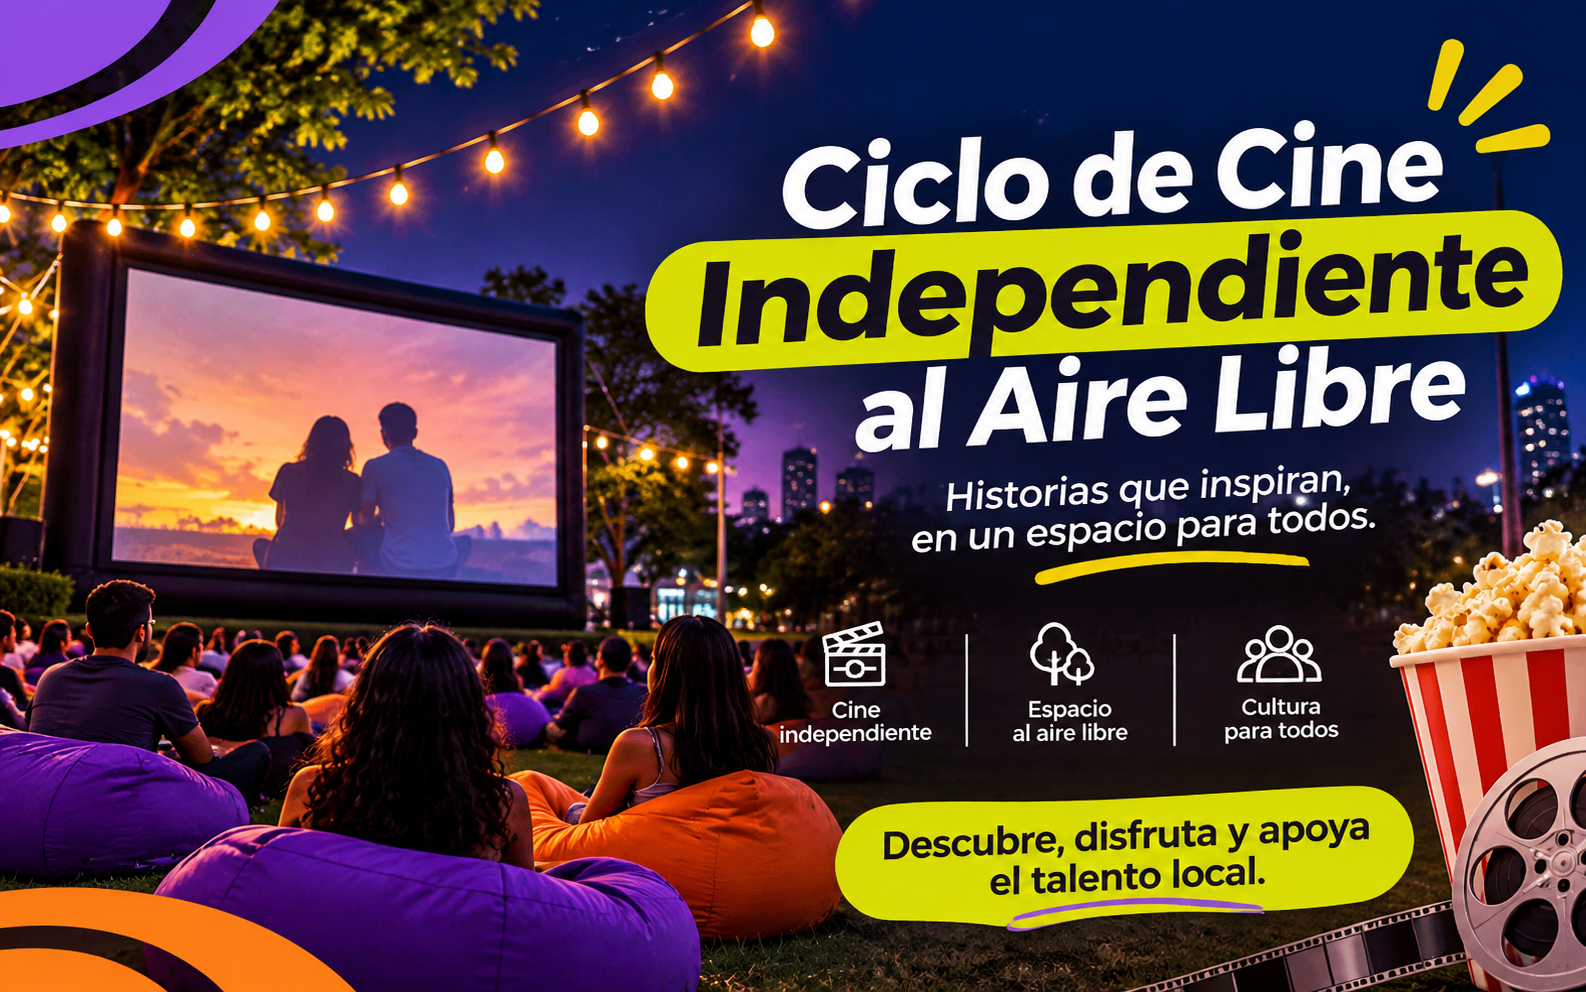 Ciclo de Cine
Independiente
al Aire Libre
Historias que inspiran,
en un espacio para todos.
Cine
independiente
Espacio
al aire libre
Cultura
para todos
Descubre, disfruta y apoya
el talento local.